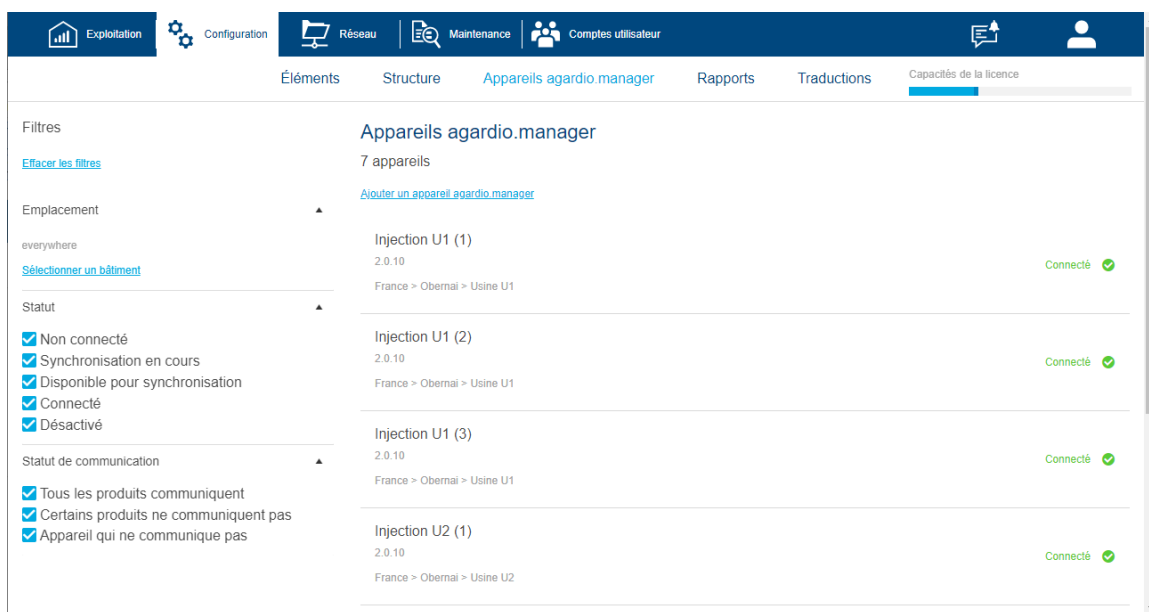 Exploitation
Configuration
Réseau
Maintenance
Comptes utilisateur
Éléments
Structure
Appareils agardio.manager
Rapports
Traductions
Capacités de la licence
Filtres
Effacer les filtres
Emplacement
everywhere
Sélectionner un bâtiment
Statut
Non connecté
Synchronisation en cours
Disponible pour synchronisation
Connecté
Désactivé
Statut de communication
Tous les produits communiquent
Certains produits ne communiquent pas
Appareil qui ne communique pas
Appareils agardio.manager
7 appareils
Ajouter un appareil agardio.manager
Injection U1 (1)
2.0.10
France > Obernai > Usine U1
Connecté
Injection U1 (2)
2.0.10
France > Obernai > Usine U1
Connecté
Injection U1 (3)
2.0.10
France > Obernai > Usine U1
Connecté
Injection U2 (1)
2.0.10
France > Obernai > Usine U2
Connecté